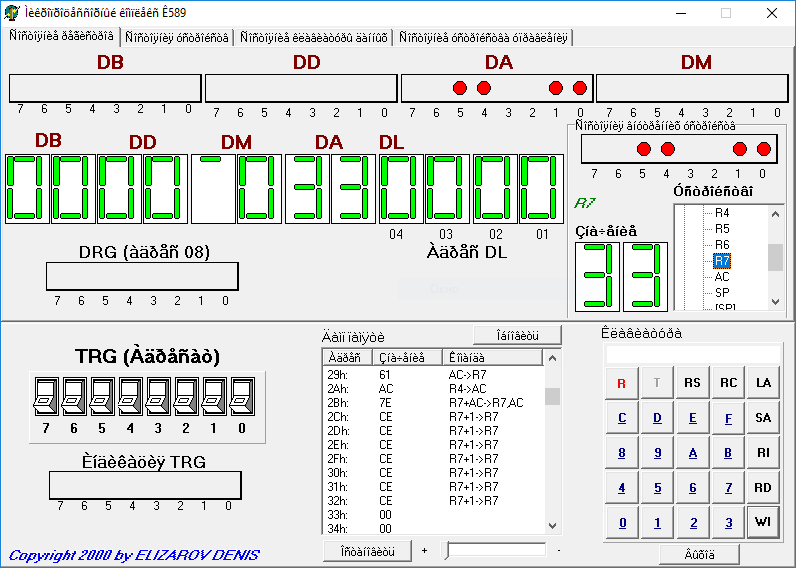 Ìèêðîïðîöåññîðíûé êîìïëåêñ Ê589
Ñîñòîÿíèå ðåãèñòðîâ Ñîñòîÿíèÿ óñòðîéñòâ Ñîñòîÿíèå êëàâèàòóðû äàííûõ Ñîñòîÿíèå óñòðîéñòâà óïðàâëåíèÿ
DB DD DA DM
7 6 5 4 3 2 1 0 7 6 5 4 3 2 1 0 7 6 5 4 3 2 1 0 7 6 5 4 3 2 1 0
DB DD DM DA DL
00 00 0 33 0000
04 03 02 01
Àäðåñ DL
DRG (àäðåñ 08)
7 6 5 4 3 2 1 0
Ñîñòîÿíèÿ âíóòðåííèõ óñòðîéñòâ
7 6 5 4 3 2 1 0
R7
Óñòðîéñòâî
Çíà÷åíèå
33
R4
R5
R6
R7
AC
SP
[SP]
TRG (Àäðåñàò)
7 6 5 4 3 2 1 0
Èíäèêàöèÿ TRG
7 6 5 4 3 2 1 0
Copyright 2000 by ELIZAROV DENIS
Äàìï ïàìÿòè Îáíîâèòü
Àäðåñ Çíà÷åíèå Êîìàíäà
29h: 61 AC->R7
2Ah: AC R4->AC
2Bh: 7E R7+AC->R7,AC
2Ch: CE R7+1->R7
2Dh: CE R7+1->R7
2Eh: CE R7+1->R7
2Fh: CE R7+1->R7
30h: CE R7+1->R7
31h: CE R7+1->R7
32h: CE R7+1->R7
33h: 00
34h: 00
Îñòàíîâèòü + -
Êëàâèàòóðà
R T RS RC LA
C D E F SA
8 9 A B RI
4 5 6 7 RD
0 1 2 3 WI
Âûõîä